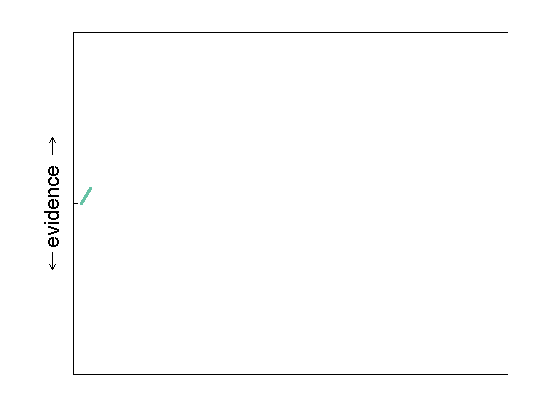 ← evidence →